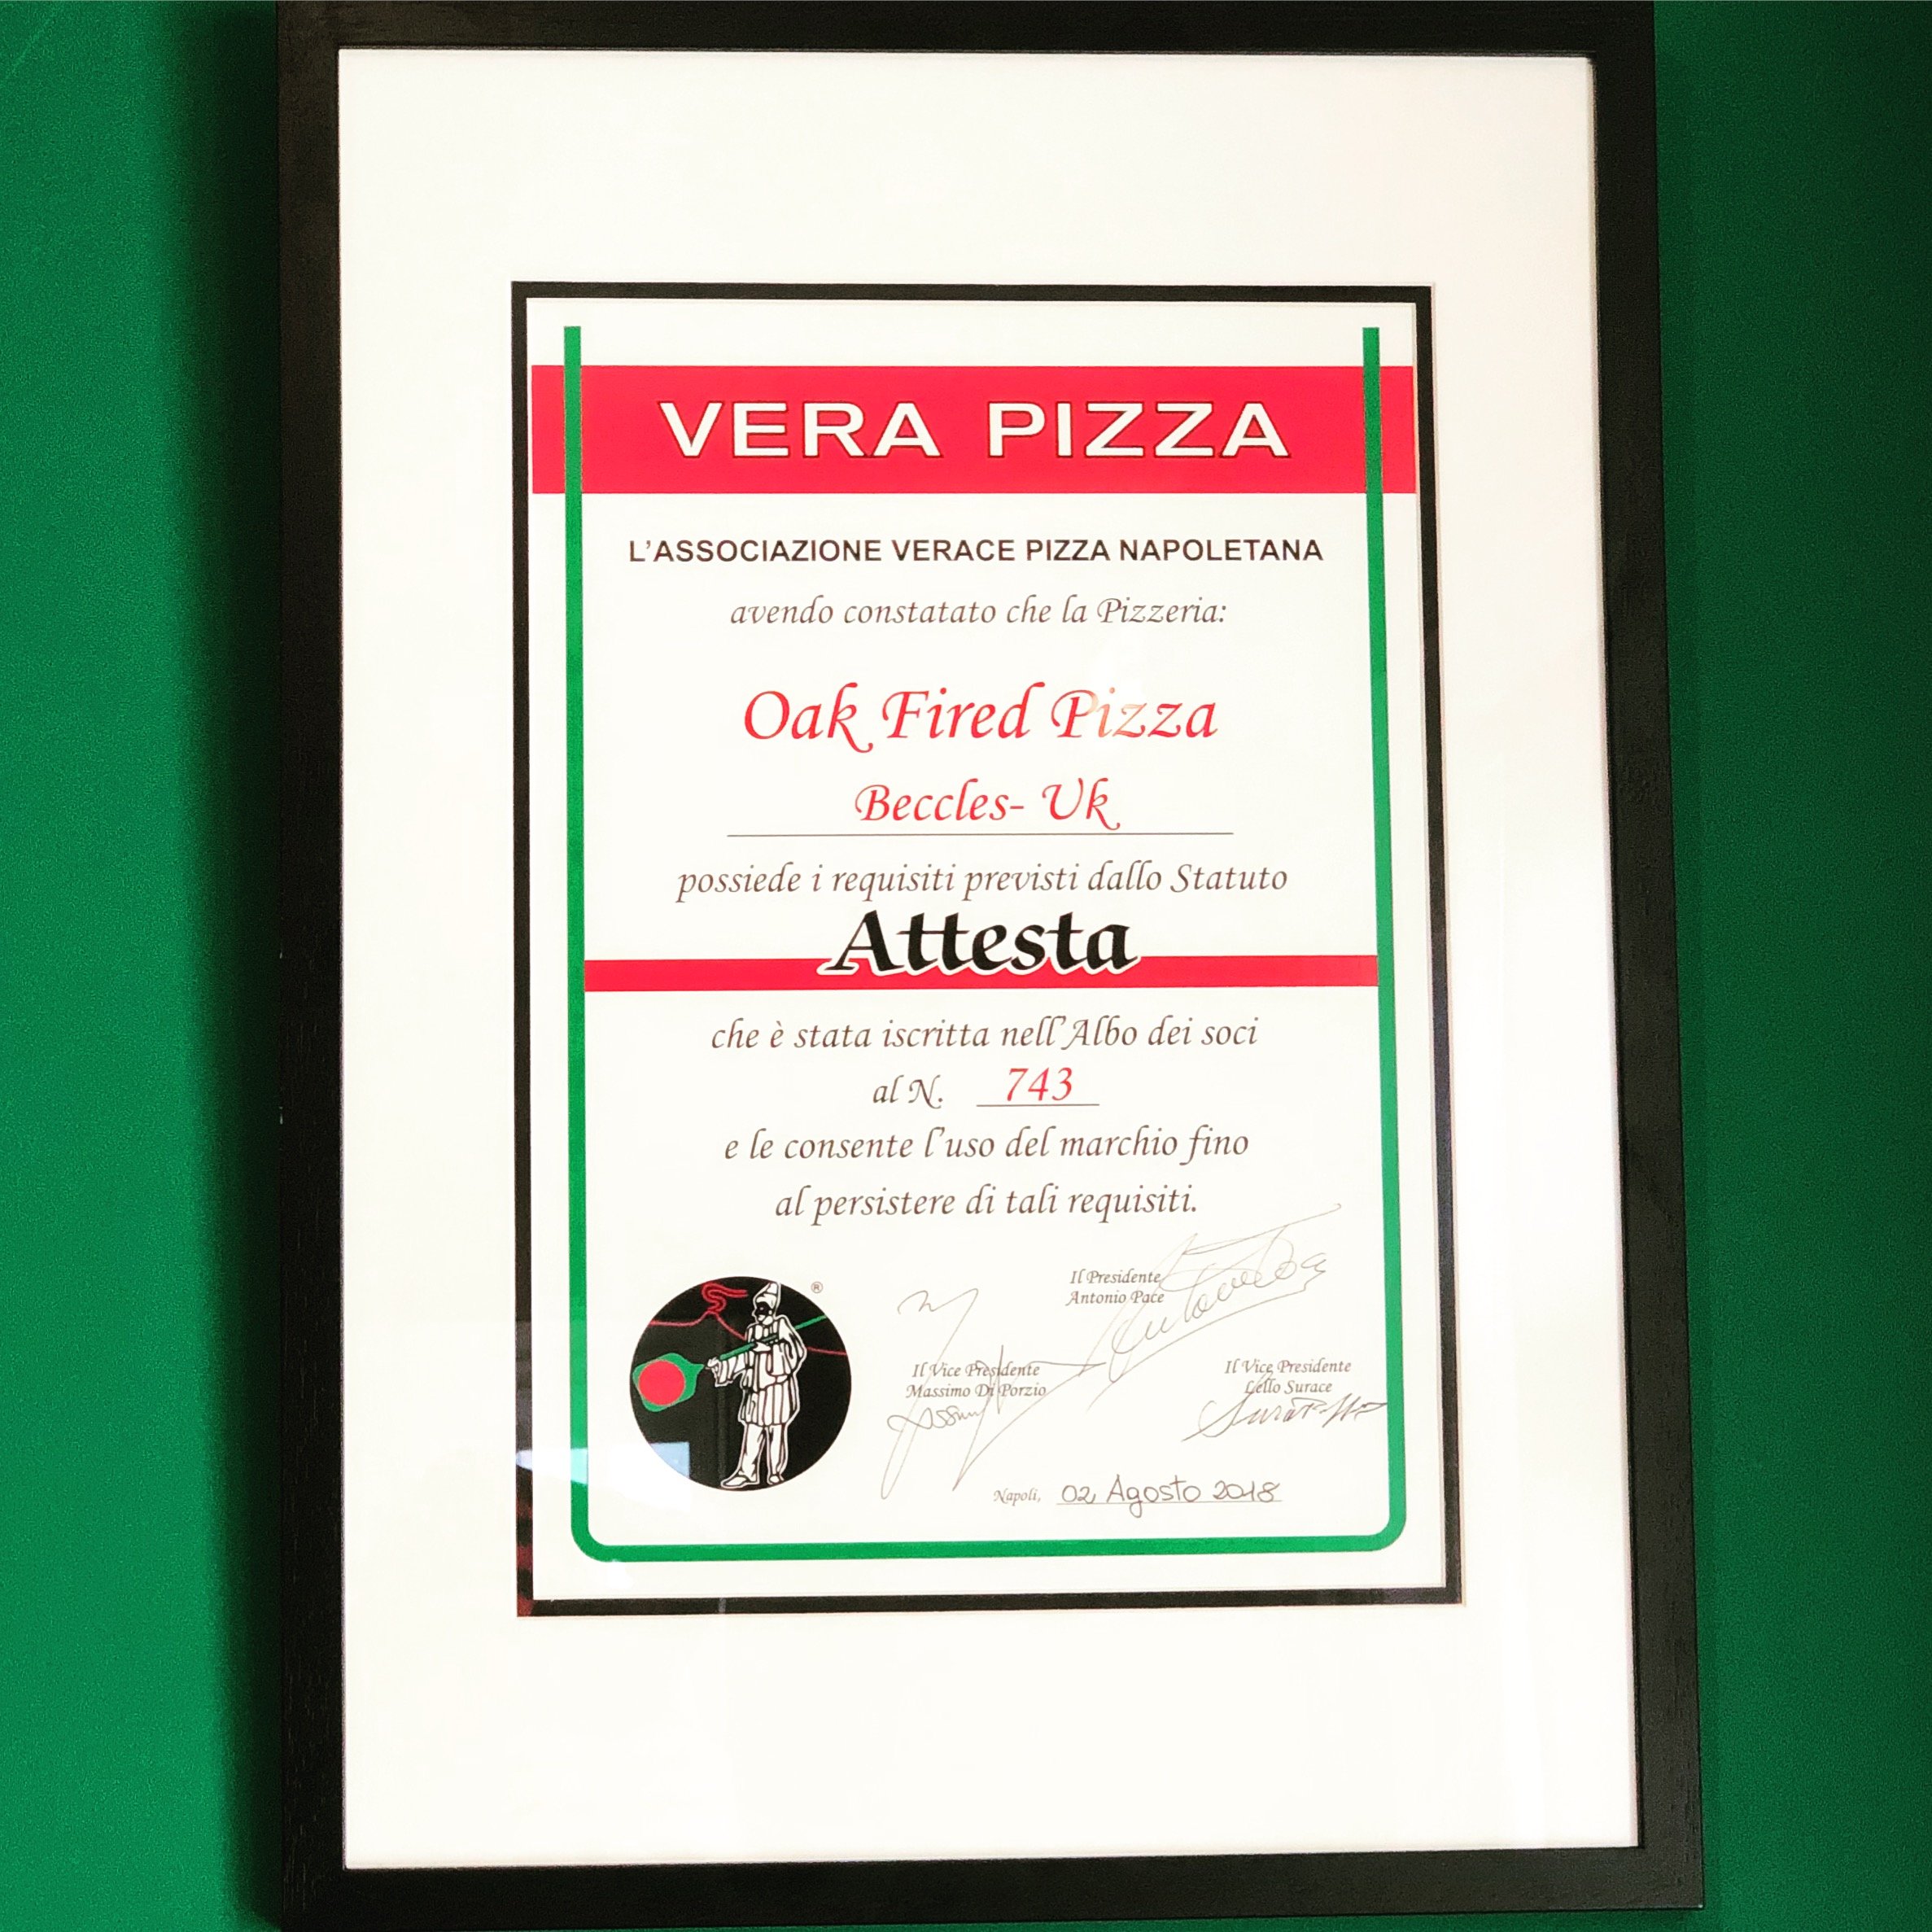 VERA PIZZA
L'ASSOCIAZIONE VERACE PIZZA NAPOLETANA
avendo constatato che la Pizzeria:
Oak Fired Pizza
Beccles- Uk
possiede i requisiti previsti dallo Statuto
Attesta
che è stata iscritta nell'Albo dei soci
al N. 743
e le consente l'uso del marchio fino
al persistere di tali requisiti.
®
Il Presidente
Antonio Pace
Il Vice Presidente
Massimo Di Porzio
Il Vice Presidente
Lello Surace
Napoli, 02 Agosto 2018